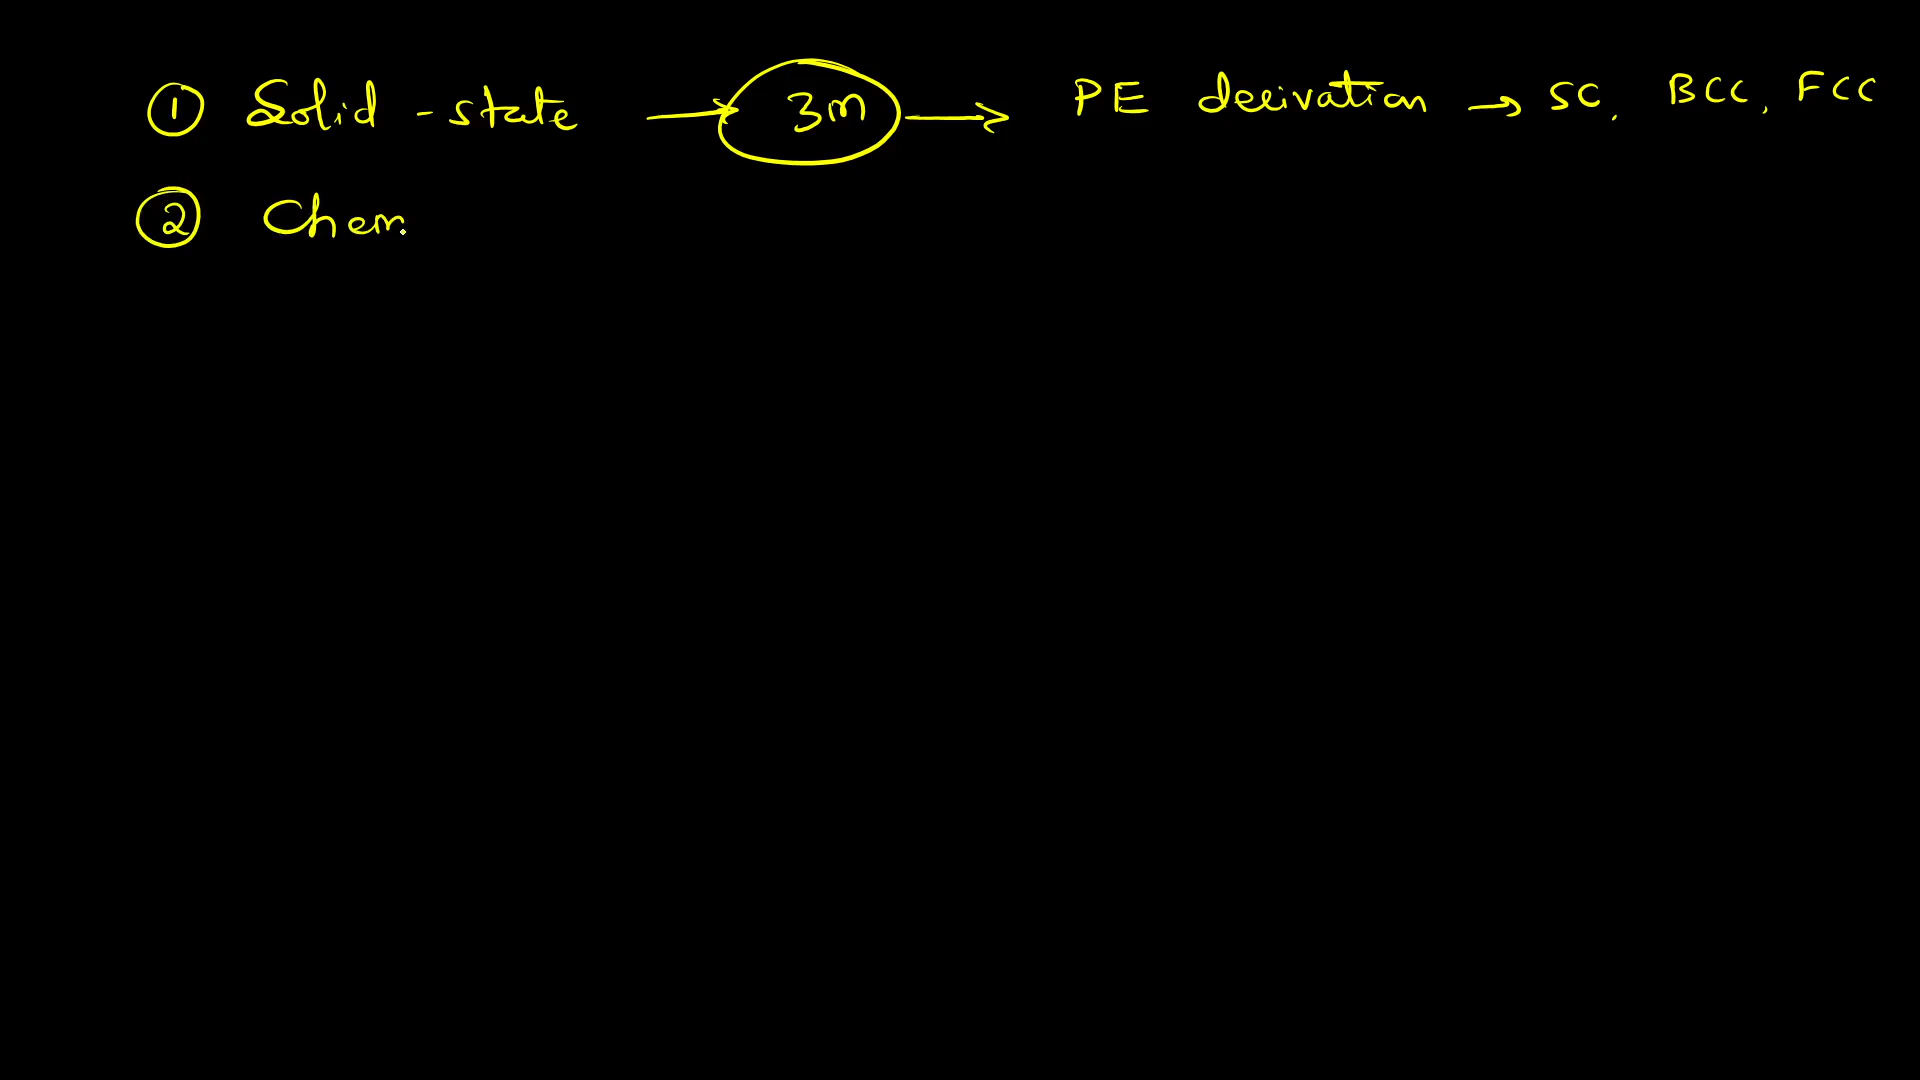 ① Solid-state → 3m → PE derivation → SC, BCC, FCC
② Chem